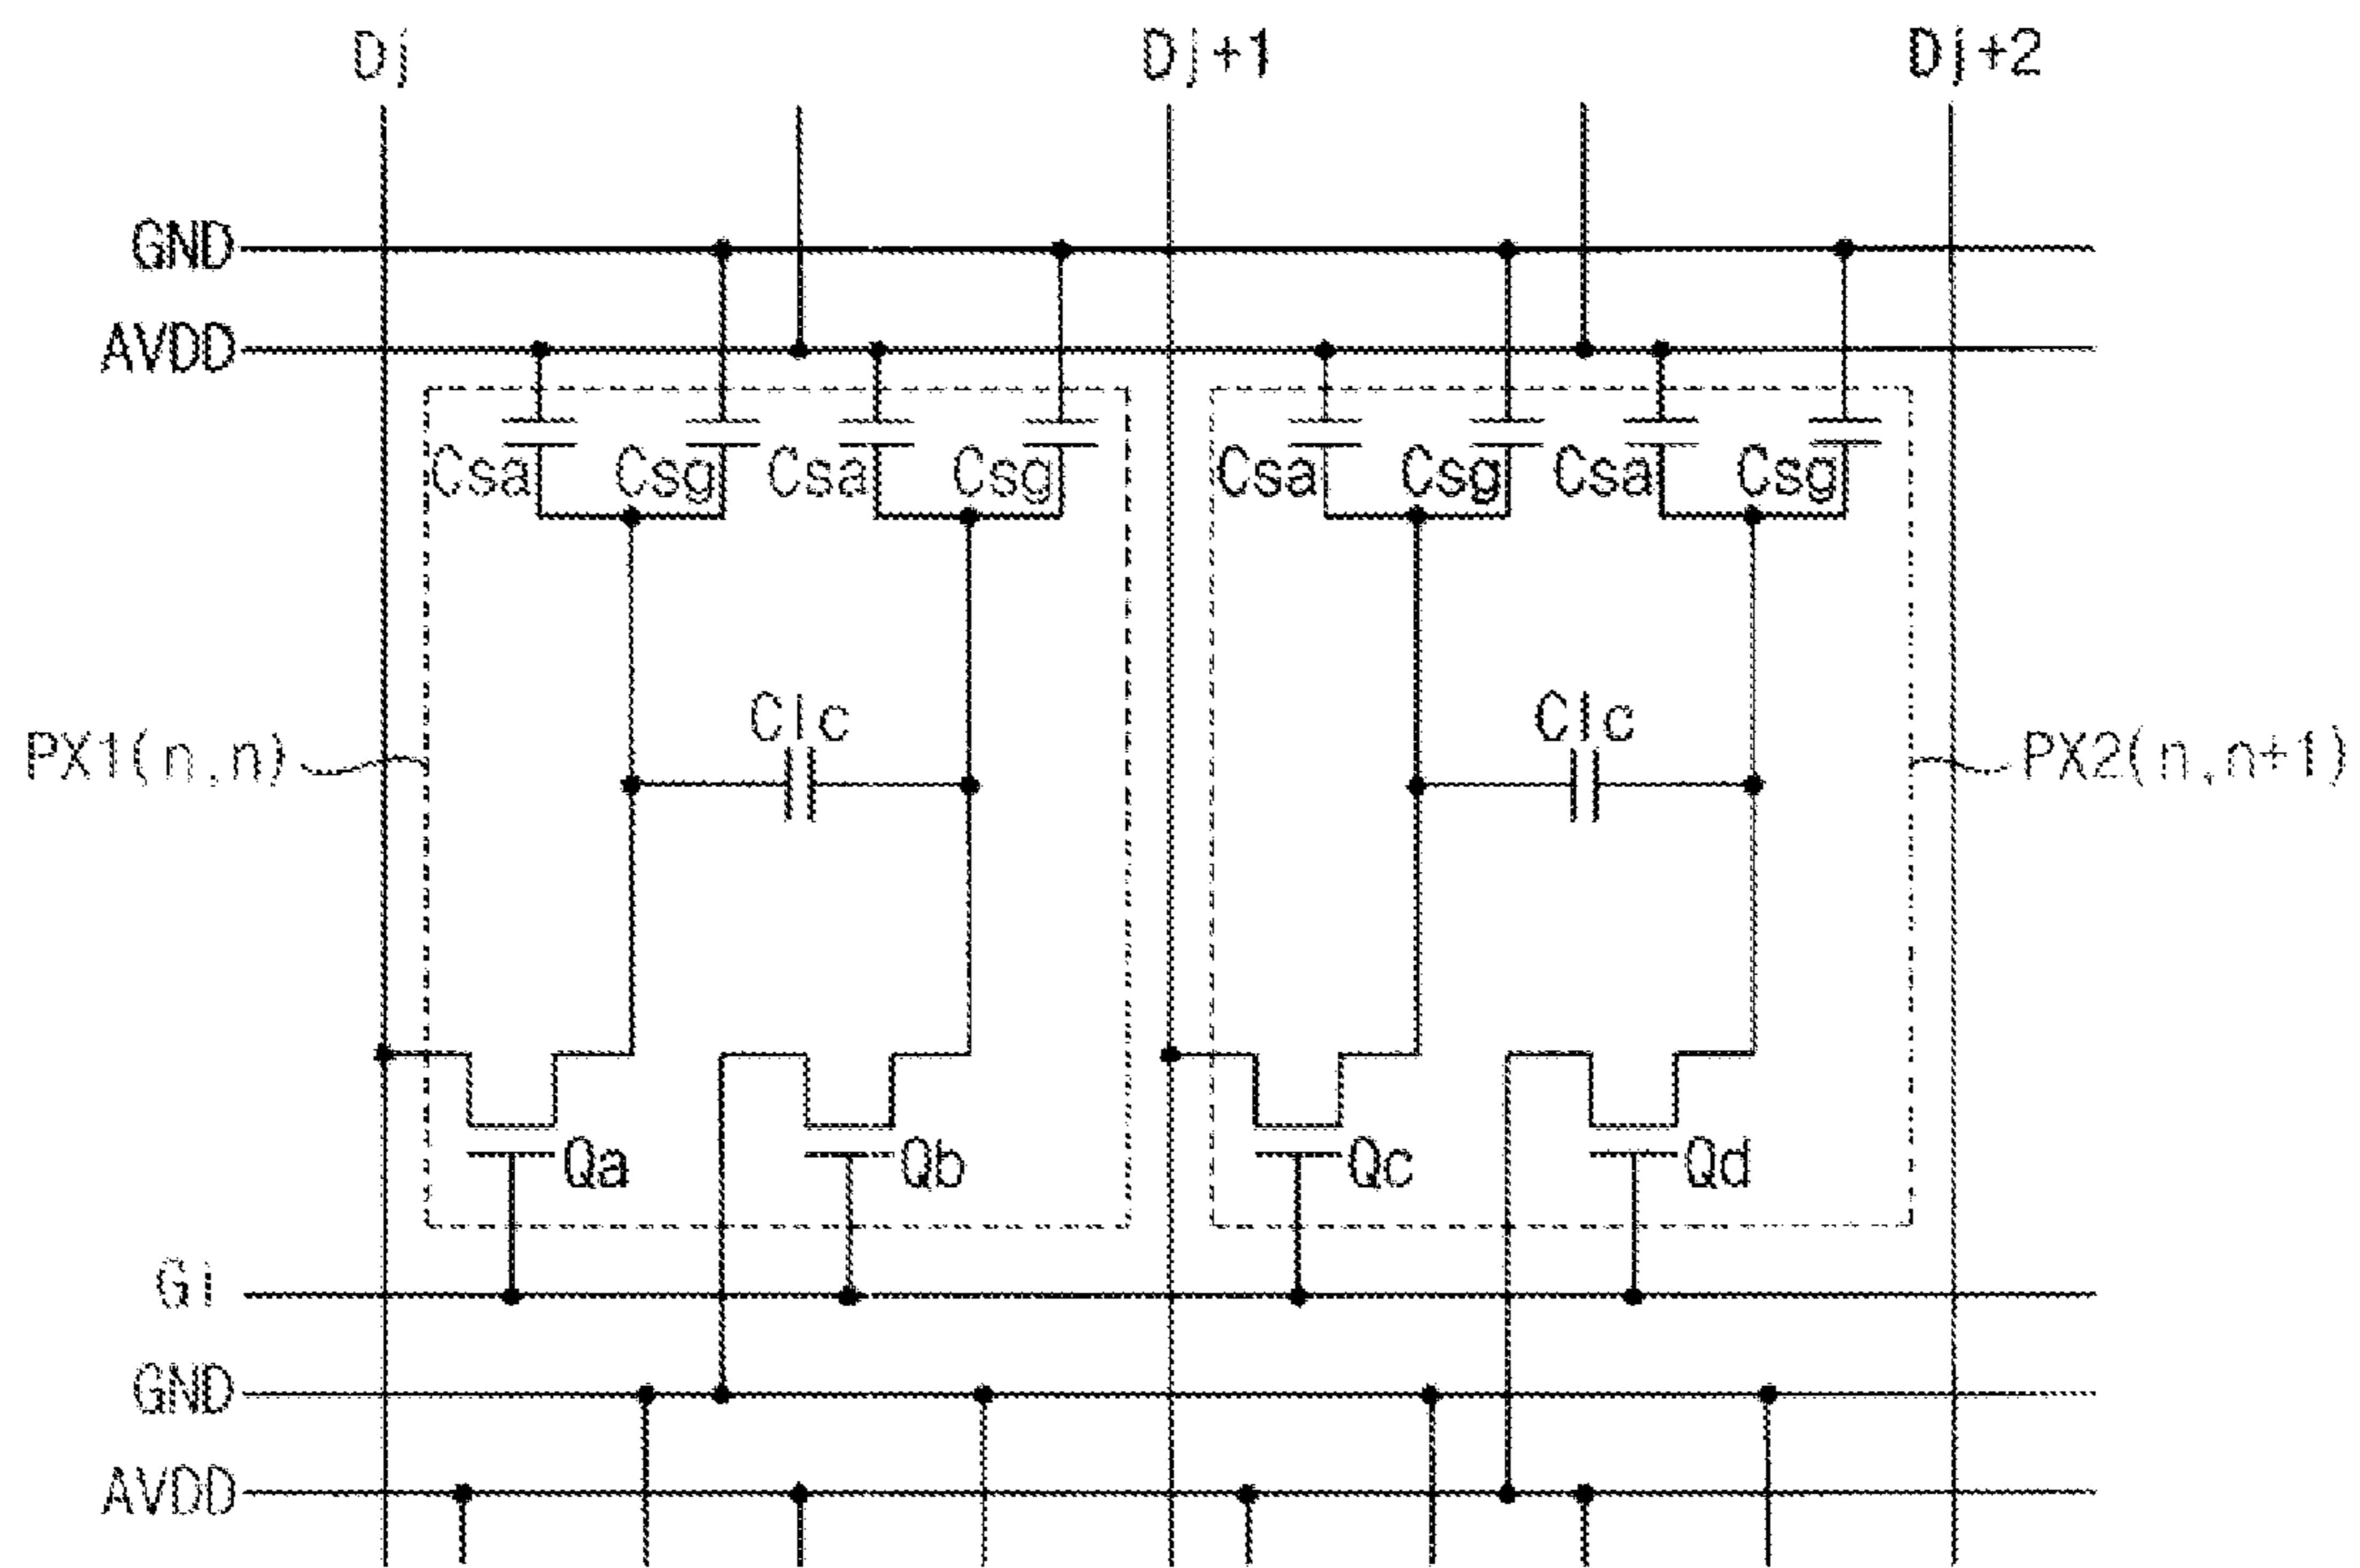 Dj Dj+1 Dj+2
GND
AVDD
Csa Csg Csa Csg Csa Csg Csa Csg
Clc Clc
PX1(n,n) PX2(n,n+1)
Qa Qb Qc Qd
Gi
GND
AVDD